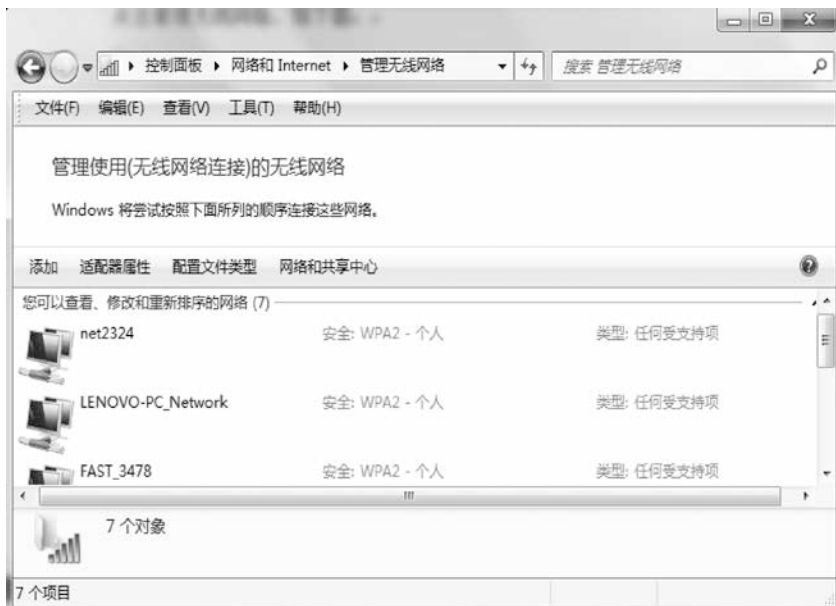 控制面板 ▸ 网络和 Internet ▸ 管理无线网络
搜索 管理无线网络
文件(F) 编辑(E) 查看(V) 工具(T) 帮助(H)
管理使用(无线网络连接)的无线网络
Windows 将尝试按照下面所列的顺序连接这些网络。
添加 适配器属性 配置文件类型 网络和共享中心
您可以查看、修改和重新排序的网络 (7)
net2324 安全: WPA2 - 个人 类型: 任何受支持项
LENOVO-PC_Network 安全: WPA2 - 个人 类型: 任何受支持项
FAST_3478 安全: WPA2 - 个人 类型: 任何受支持项
7 个对象
7 个项目